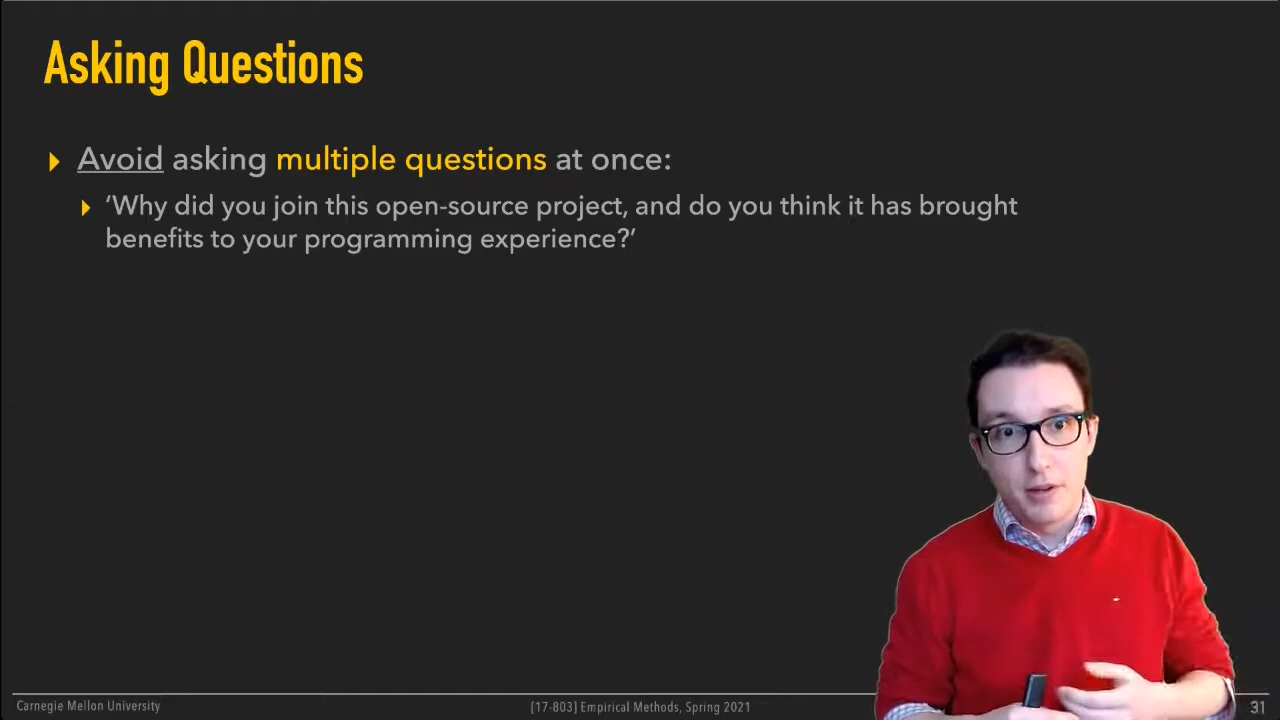 Asking Questions
Avoid asking multiple questions at once:
‘Why did you join this open-source project, and do you think it has brought
benefits to your programming experience?’
Carnegie Mellon University
[17-803] Empirical Methods, Spring 2021
31